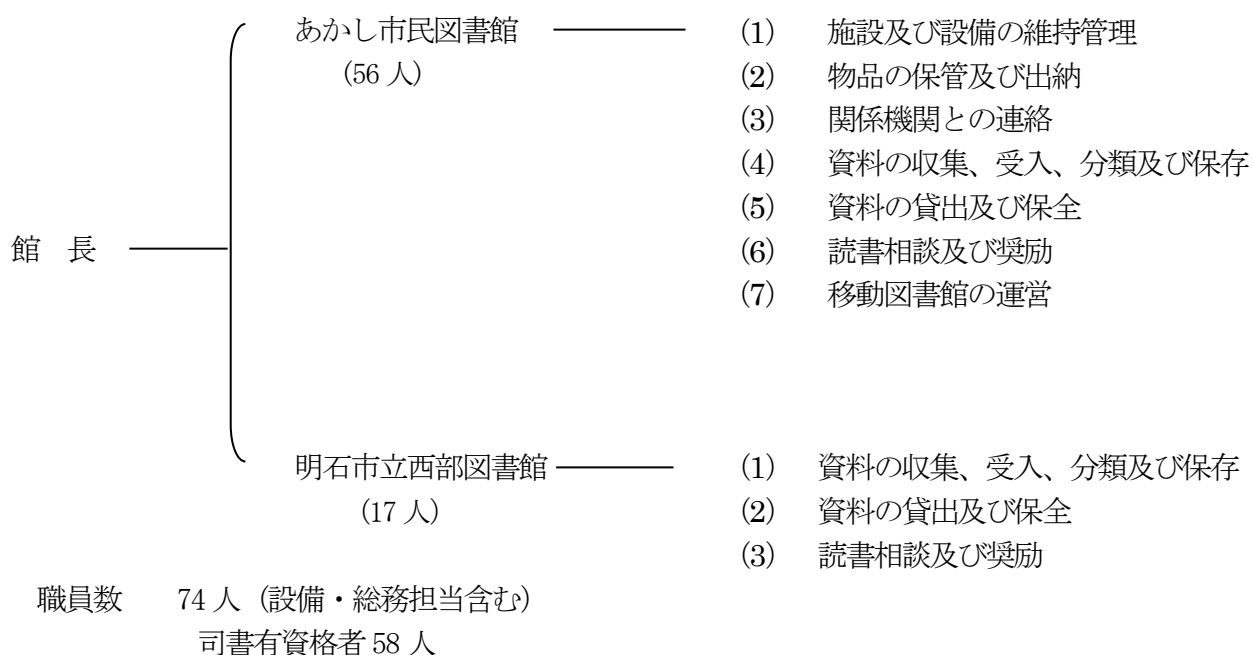 あかし市民図書館
(56 人)
(1) 施設及び設備の維持管理
(2) 物品の保管及び出納
(3) 関係機関との連絡
(4) 資料の収集、受入、分類及び保存
(5) 資料の貸出及び保全
(6) 読書相談及び奨励
(7) 移動図書館の運営
館 長
明石市立西部図書館
(17 人)
(1) 資料の収集、受入、分類及び保存
(2) 資料の貸出及び保全
(3) 読書相談及び奨励
職員数 74 人（設備・総務担当含む）
司書有資格者 58 人